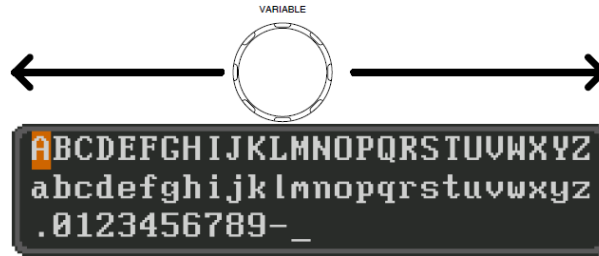 VARIABLE
ABCDEFGHIJKLMNOPQRSTUVWXYZ
abcdefghijklmnopqrstuvwxyz
.0123456789-_